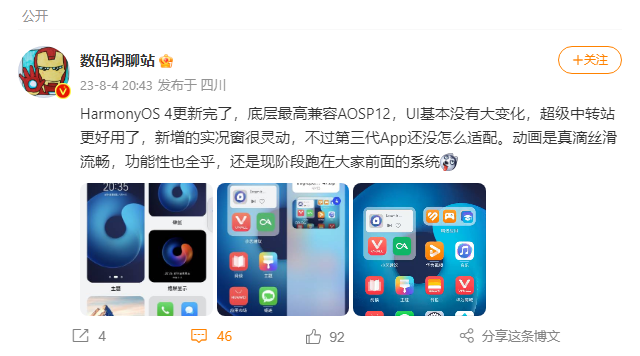 公开
数码闲聊站
+关注
23-8-4 20:43 发布于 四川
HarmonyOS 4更新完了，底层最高兼容AOSP12，UI基本没有大变化，超级中转站
更好用了，新增的实况窗很灵动，不过第三代App还没怎么适配。动画是真滴丝滑
流畅，功能性也全乎，还是现阶段跑在大家前面的系统
20:35
主题
音乐
4
46
92
分享这条博文